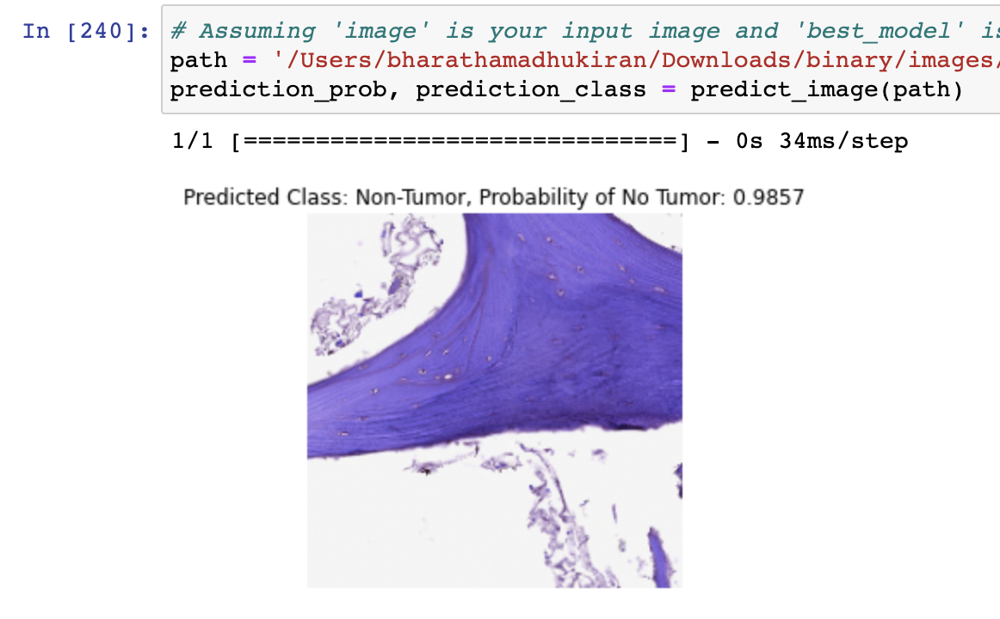 In [240]: # Assuming 'image' is your input image and 'best_model' is
path = '/Users/bharathamadhukiran/Downloads/binary/images/
prediction_prob, prediction_class = predict_image(path)
1/1 [==============================] - 0s 34ms/step
Predicted Class: Non-Tumor, Probability of No Tumor: 0.9857